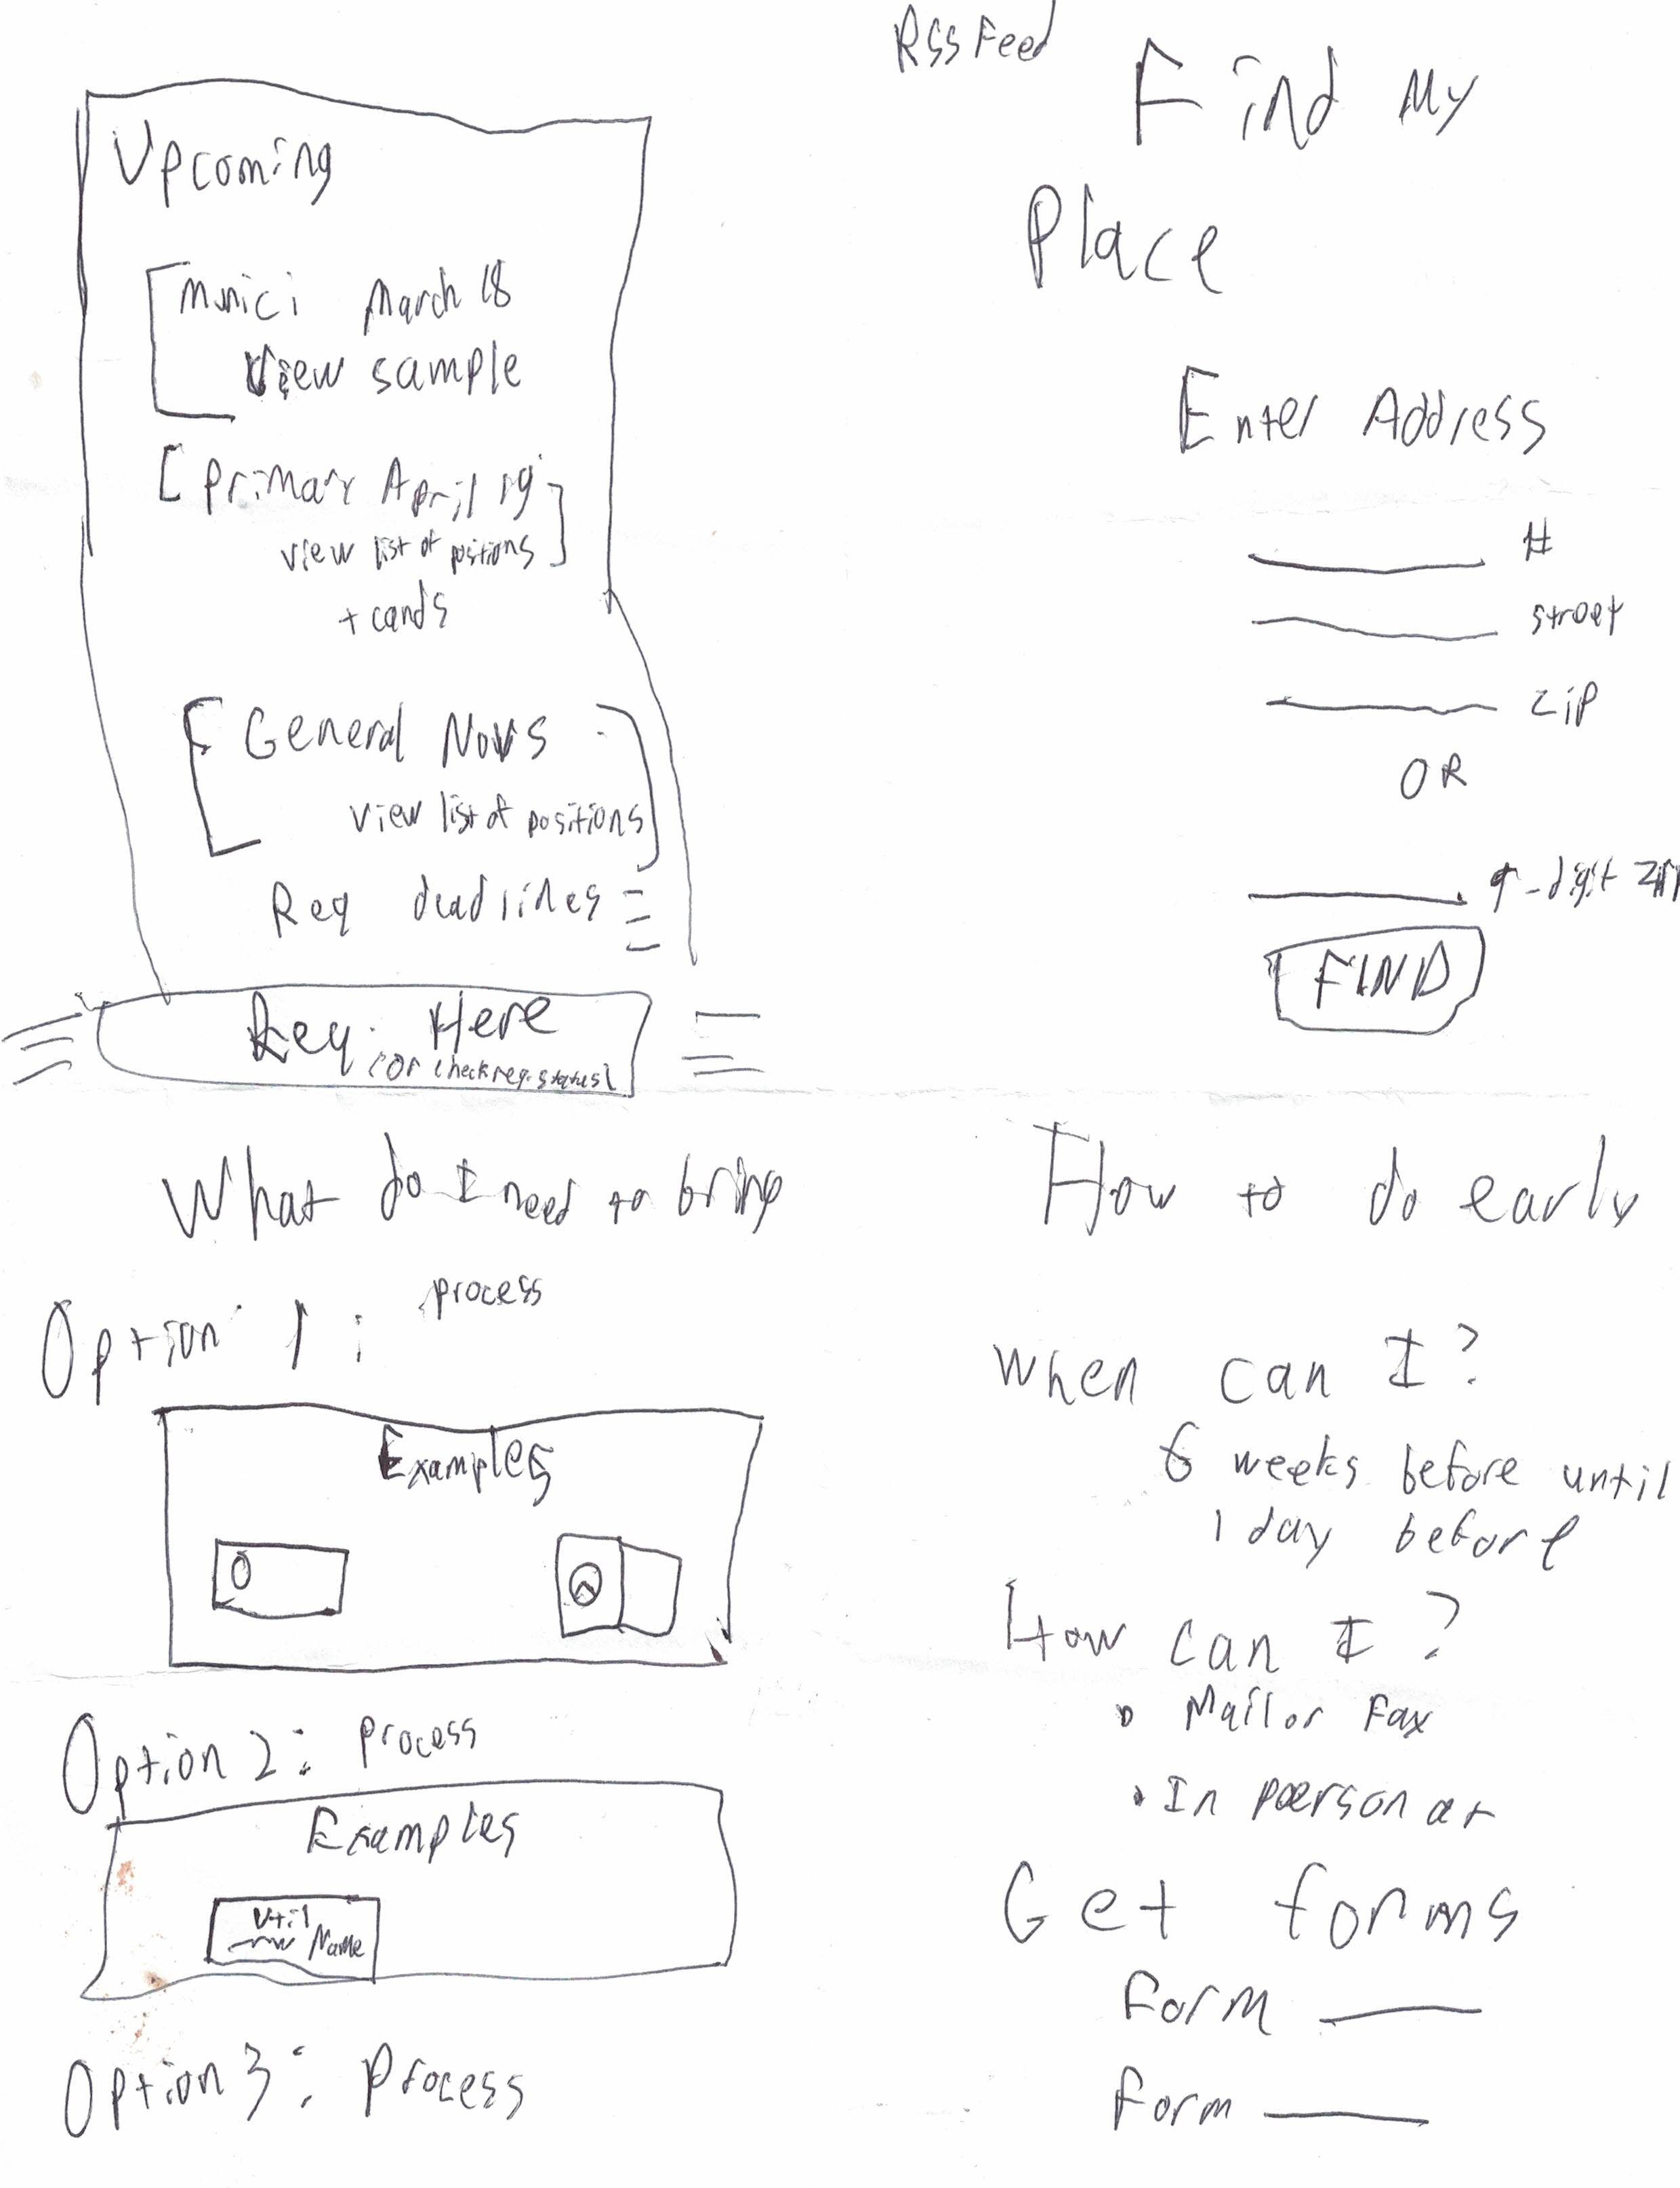 RSS Feed
Find My
Place
Enter Address
#
street
zip
OR
9-digit zip
FIND
Upcoming
Munici March 18
View sample
Primary April 19
view list of positions
+ cands
General Nov 5
view list of positions
Reg deadlines
Reg. Here
(or check reg. status)
What do I need to bring
Option 1: process
Examples
Option 2: process
Examples
Util
Name
Option 3: process
How to do early
When can I?
6 weeks before until
1 day before
How can I?
• Mail or Fax
• In person at
Get forms
form
form